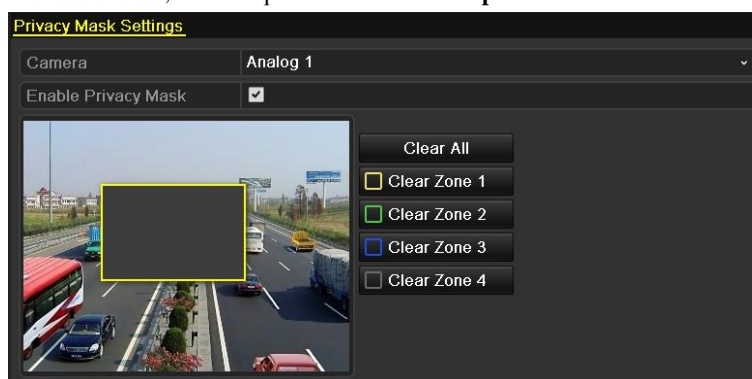 Privacy Mask Settings
Camera Analog 1
Enable Privacy Mask
Clear All
Clear Zone 1
Clear Zone 2
Clear Zone 3
Clear Zone 4